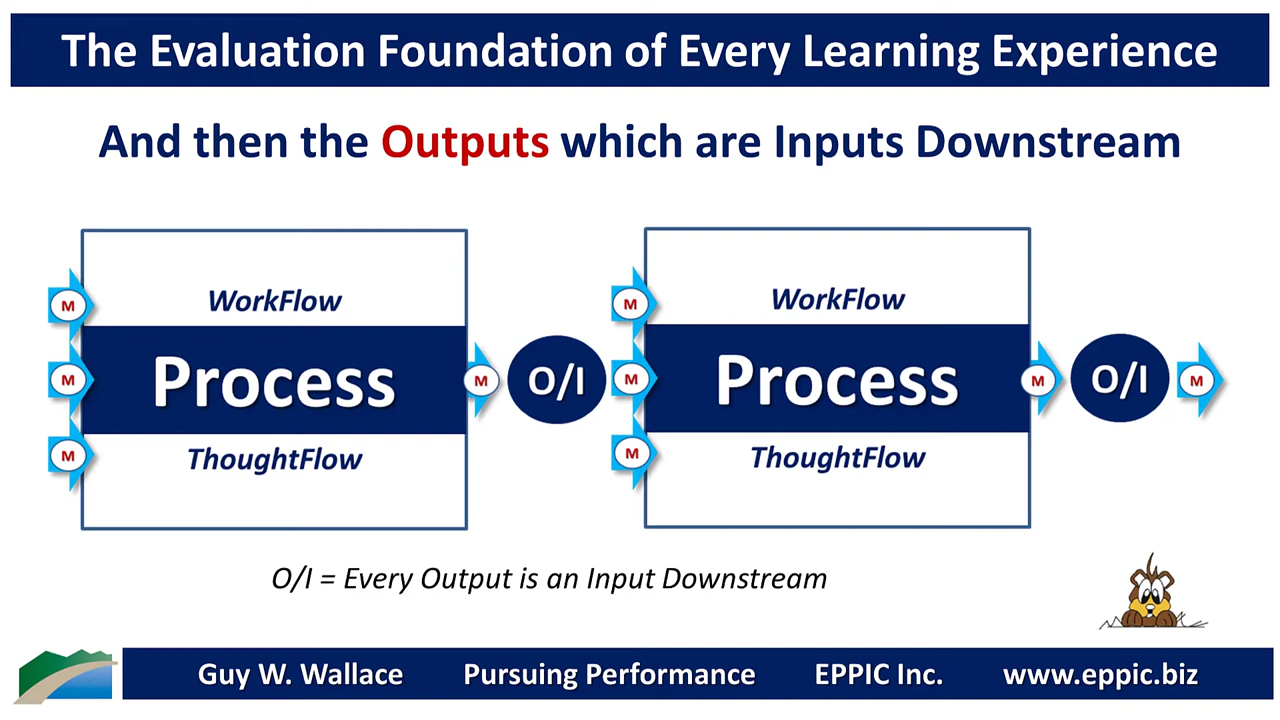 The Evaluation Foundation of Every Learning Experience
And then the Outputs which are Inputs Downstream
WorkFlow
M
Process
M
M
ThoughtFlow
M
O/I
WorkFlow
M
Process
M
M
ThoughtFlow
M
O/I
M
O/I = Every Output is an Input Downstream
Guy W. Wallace Pursuing Performance EPPIC Inc. www.eppic.biz